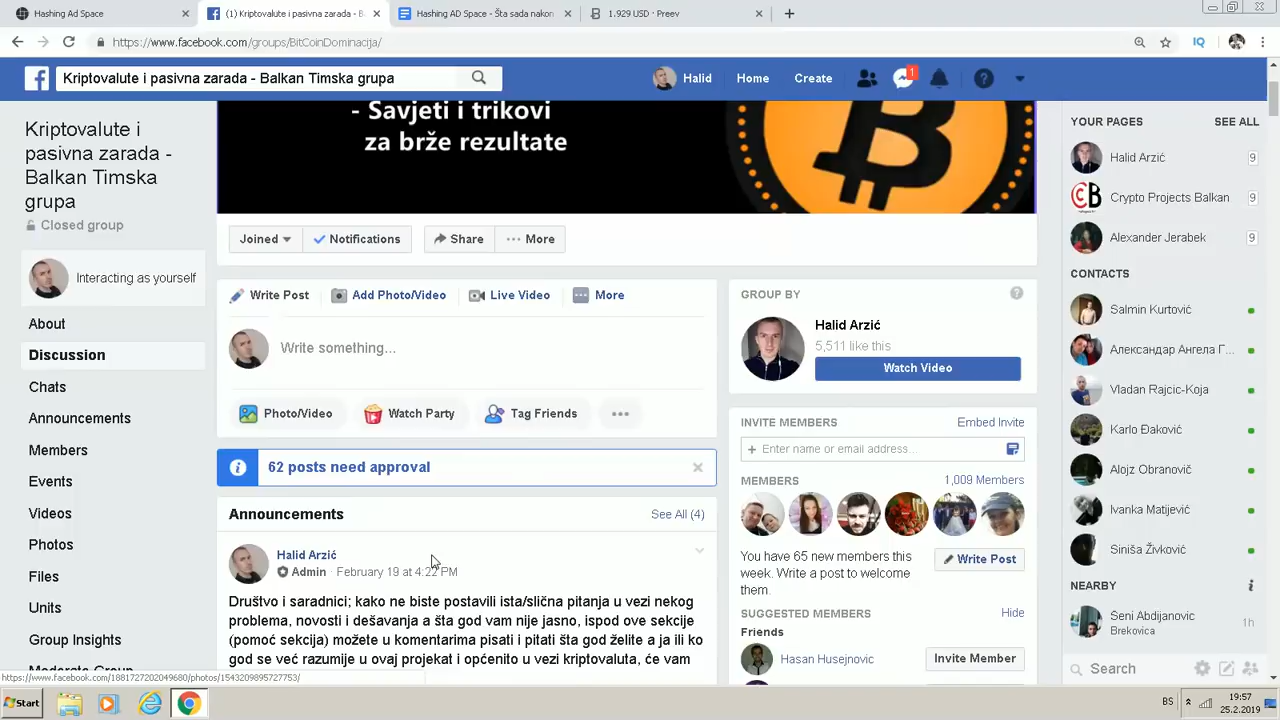 Hashing AD Space
(1) Kriptovalute i pasivna zarada - B
Hashing AD Space - Šta sada nakon
1.929 USD | Preev
https://www.facebook.com/groups/BitCoinDominacija/
IQ
Kriptovalute i pasivna zarada - Balkan Timska grupa
Halid
Home
Create
1
Kriptovalute i
pasivna zarada -
Balkan Timska
grupa
Closed group
Interacting as yourself
About
Discussion
Chats
Announcements
Members
Events
Videos
Photos
Files
Units
Group Insights
Moderate Group
- Savjeti i trikovi
za brže rezultate
Joined
Notifications
Share
More
Write Post
Add Photo/Video
Live Video
More
Write something...
Photo/Video
Watch Party
Tag Friends
62 posts need approval
Announcements
See All (4)
Halid Arzić
Admin · February 19 at 4:22 PM
Društvo i saradnici; kako ne biste postavili ista/slična pitanja u vezi nekog
problema, novosti i dešavanja a šta god vam nije jasno, ispod ove sekcije
(pomoć sekcija) možete u komentarima pisati i pitati šta god želite a ja ili ko
god se već razumije u ovaj projekat i općenito u vezi kriptovaluta, će vam
GROUP BY
Halid Arzić
5,511 like this
Watch Video
INVITE MEMBERS
Embed Invite
+ Enter name or email address...
MEMBERS
1,009 Members
You have 65 new members this
week. Write a post to welcome
them.
Write Post
SUGGESTED MEMBERS
Hide
Friends
Hasan Husejnovic
Invite Member
YOUR PAGES
SEE ALL
Halid Arzić
9
Crypto Projects Balkan
9
Alexander Jerabek
9
CONTACTS
Salmin Kurtović
Александар Ангела Г...
Vladan Rajcic-Koja
Karlo Đaković
Alojz Obranović
Ivanka Matijević
Siniša Živković
NEARBY
Šeni Abdijanovic
Brekovica
1h
Search
https://www.facebook.com/1881727202049680/photos/1543209895727753/
Start
BS
19:57
25.2.2019